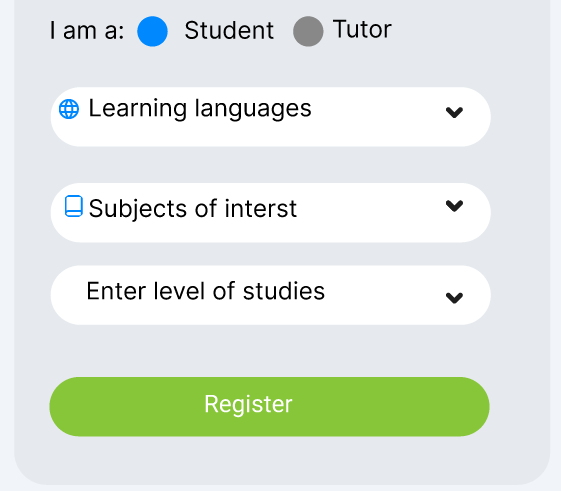 I am a: Student Tutor
Learning languages
Subjects of interst
Enter level of studies
Register